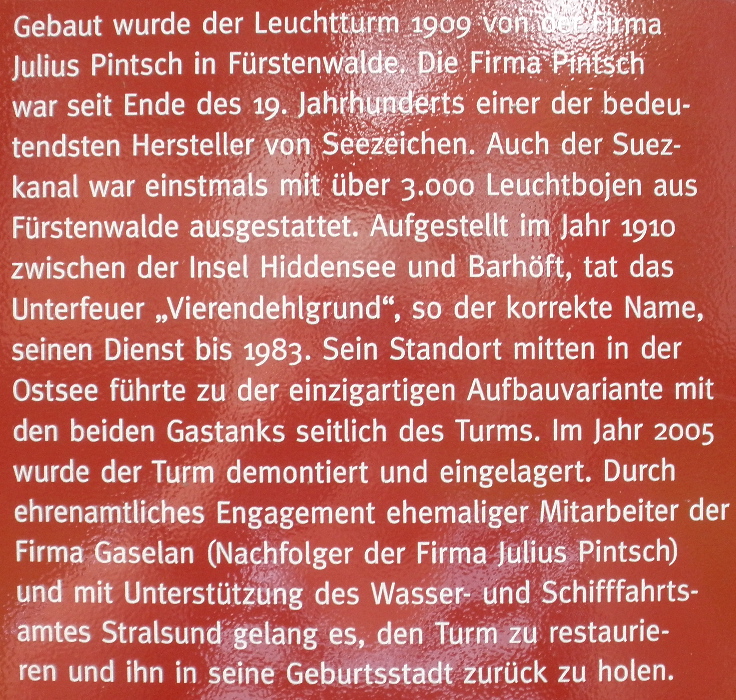 Gebaut wurde der Leuchtturm 1909 von der Firma
Julius Pintsch in Fürstenwalde. Die Firma Pintsch
war seit Ende des 19. Jahrhunderts einer der bedeu-
tendsten Hersteller von Seezeichen. Auch der Suez-
kanal war einstmals mit über 3.000 Leuchtbojen aus
Fürstenwalde ausgestattet. Aufgestellt im Jahr 1910
zwischen der Insel Hiddensee und Barhöft, tat das
Unterfeuer „Vierendehlgrund“, so der korrekte Name,
seinen Dienst bis 1983. Sein Standort mitten in der
Ostsee führte zu der einzigartigen Aufbauvariante mit
den beiden Gastanks seitlich des Turms. Im Jahr 2005
wurde der Turm demontiert und eingelagert. Durch
ehrenamtliches Engagement ehemaliger Mitarbeiter der
Firma Gaselan (Nachfolger der Firma Julius Pintsch)
und mit Unterstützung des Wasser- und Schifffahrts-
amtes Stralsund gelang es, den Turm zu restaurie-
ren und ihn in seine Geburtsstadt zurück zu holen.